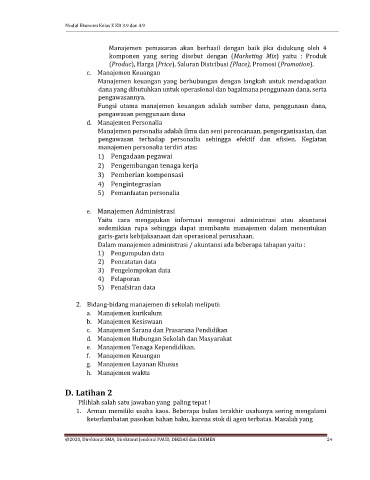 Modul Ekonomi Kelas X KD 3.9 dan 4.9
Manajemen pemasaran akan berhasil dengan baik jika didukung oleh 4
komponen yang sering disebut dengan (Marketing Mix) yaitu : Produk
(Produc), Harga (Price), Saluran Distribusi (Place), Promosi (Promotion).
c. Manajemen Keuangan
Manajemen keuangan yang berhubungan dengan langkah untuk mendapatkan
dana yang dibutuhkan untuk operasional dan bagaimana penggunaan dana, serta
pengawasannya.
Fungsi utama manajemen keuangan adalah sumber dana, penggunaan dana,
pengawasan penggunaan dana
d. Manajemen Personalia
Manajemen personalia adalah ilmu dan seni perencanaan, pengorganisasian, dan
pengawasan terhadap personalia sehingga efektif dan efisien. Kegiatan
manajemen personalia terdiri atas:
1) Pengadaan pegawai
2) Pengembangan tenaga kerja
3) Pemberian kompensasi
4) Pengintegrasian
5) Pemanfaatan personalia
e. Manajemen Administrasi
Yaitu cara mengajukan informasi mengenai administrasi atau akuntansi
sedemikian rupa sehingga dapat membantu manajemen dalam menentukan
garis-garis kebijaksanaan dan operasional perusahaan.
Dalam manajemen administrasi / akuntansi ada beberapa tahapan yaitu :
1) Pengumpulan data
2) Pencatatan data
3) Pengelompokan data
4) Pelaporan
5) Penafsiran data
2. Bidang-bidang manajemen di sekolah meliputi:
a. Manajemen kurikulum
b. Manajemen Kesiswaan
c. Manajemen Sarana dan Prasarana Pendidikan
d. Manajemen Hubungan Sekolah dan Masyarakat
e. Manajemen Tenaga Kependidikan.
f. Manajemen Keuangan
g. Manajemen Layanan Khusus
h. Manajemen waktu
D. Latihan 2
Pilihlah salah satu jawaban yang paling tepat !
1. Arman memiliki usaha kaos. Beberapa bulan terakhir usahanya sering mengalami
keterlambatan pasokan bahan baku, karena stok di agen terbatas. Masalah yang
@2020, Direktorat SMA, Direktorat Jenderal PAUD, DIKDAS dan DIKMEN 24